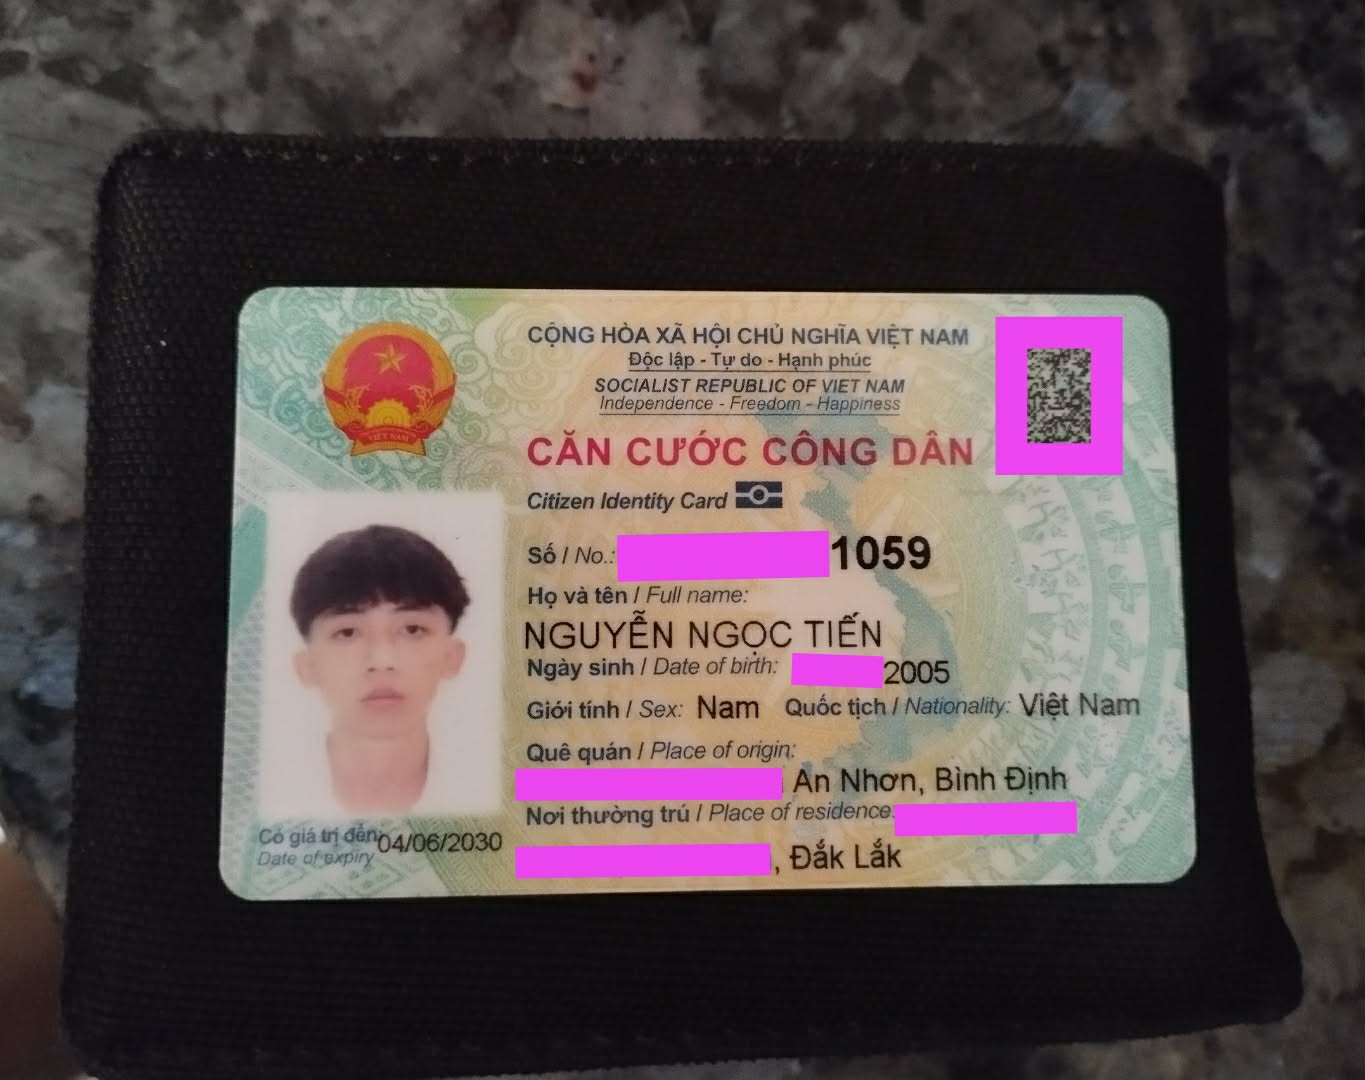 CỘNG HÒA XÃ HỘI CHỦ NGHĨA VIỆT NAM
Độc lập - Tự do - Hạnh phúc
SOCIALIST REPUBLIC OF VIET NAM
Independence - Freedom - Happiness
CĂN CƯỚC CÔNG DÂN
Citizen Identity Card
VIỆT NAM
Số / No.: 1059
Họ và tên / Full name:
NGUYỄN NGỌC TIẾN
Ngày sinh / Date of birth: 2005
Giới tính / Sex: Nam Quốc tịch / Nationality: Việt Nam
Quê quán / Place of origin:
An Nhơn, Bình Định
Nơi thường trú / Place of residence:
, Đắk Lắk
Có giá trị đến: 04/06/2030
Date of expiry